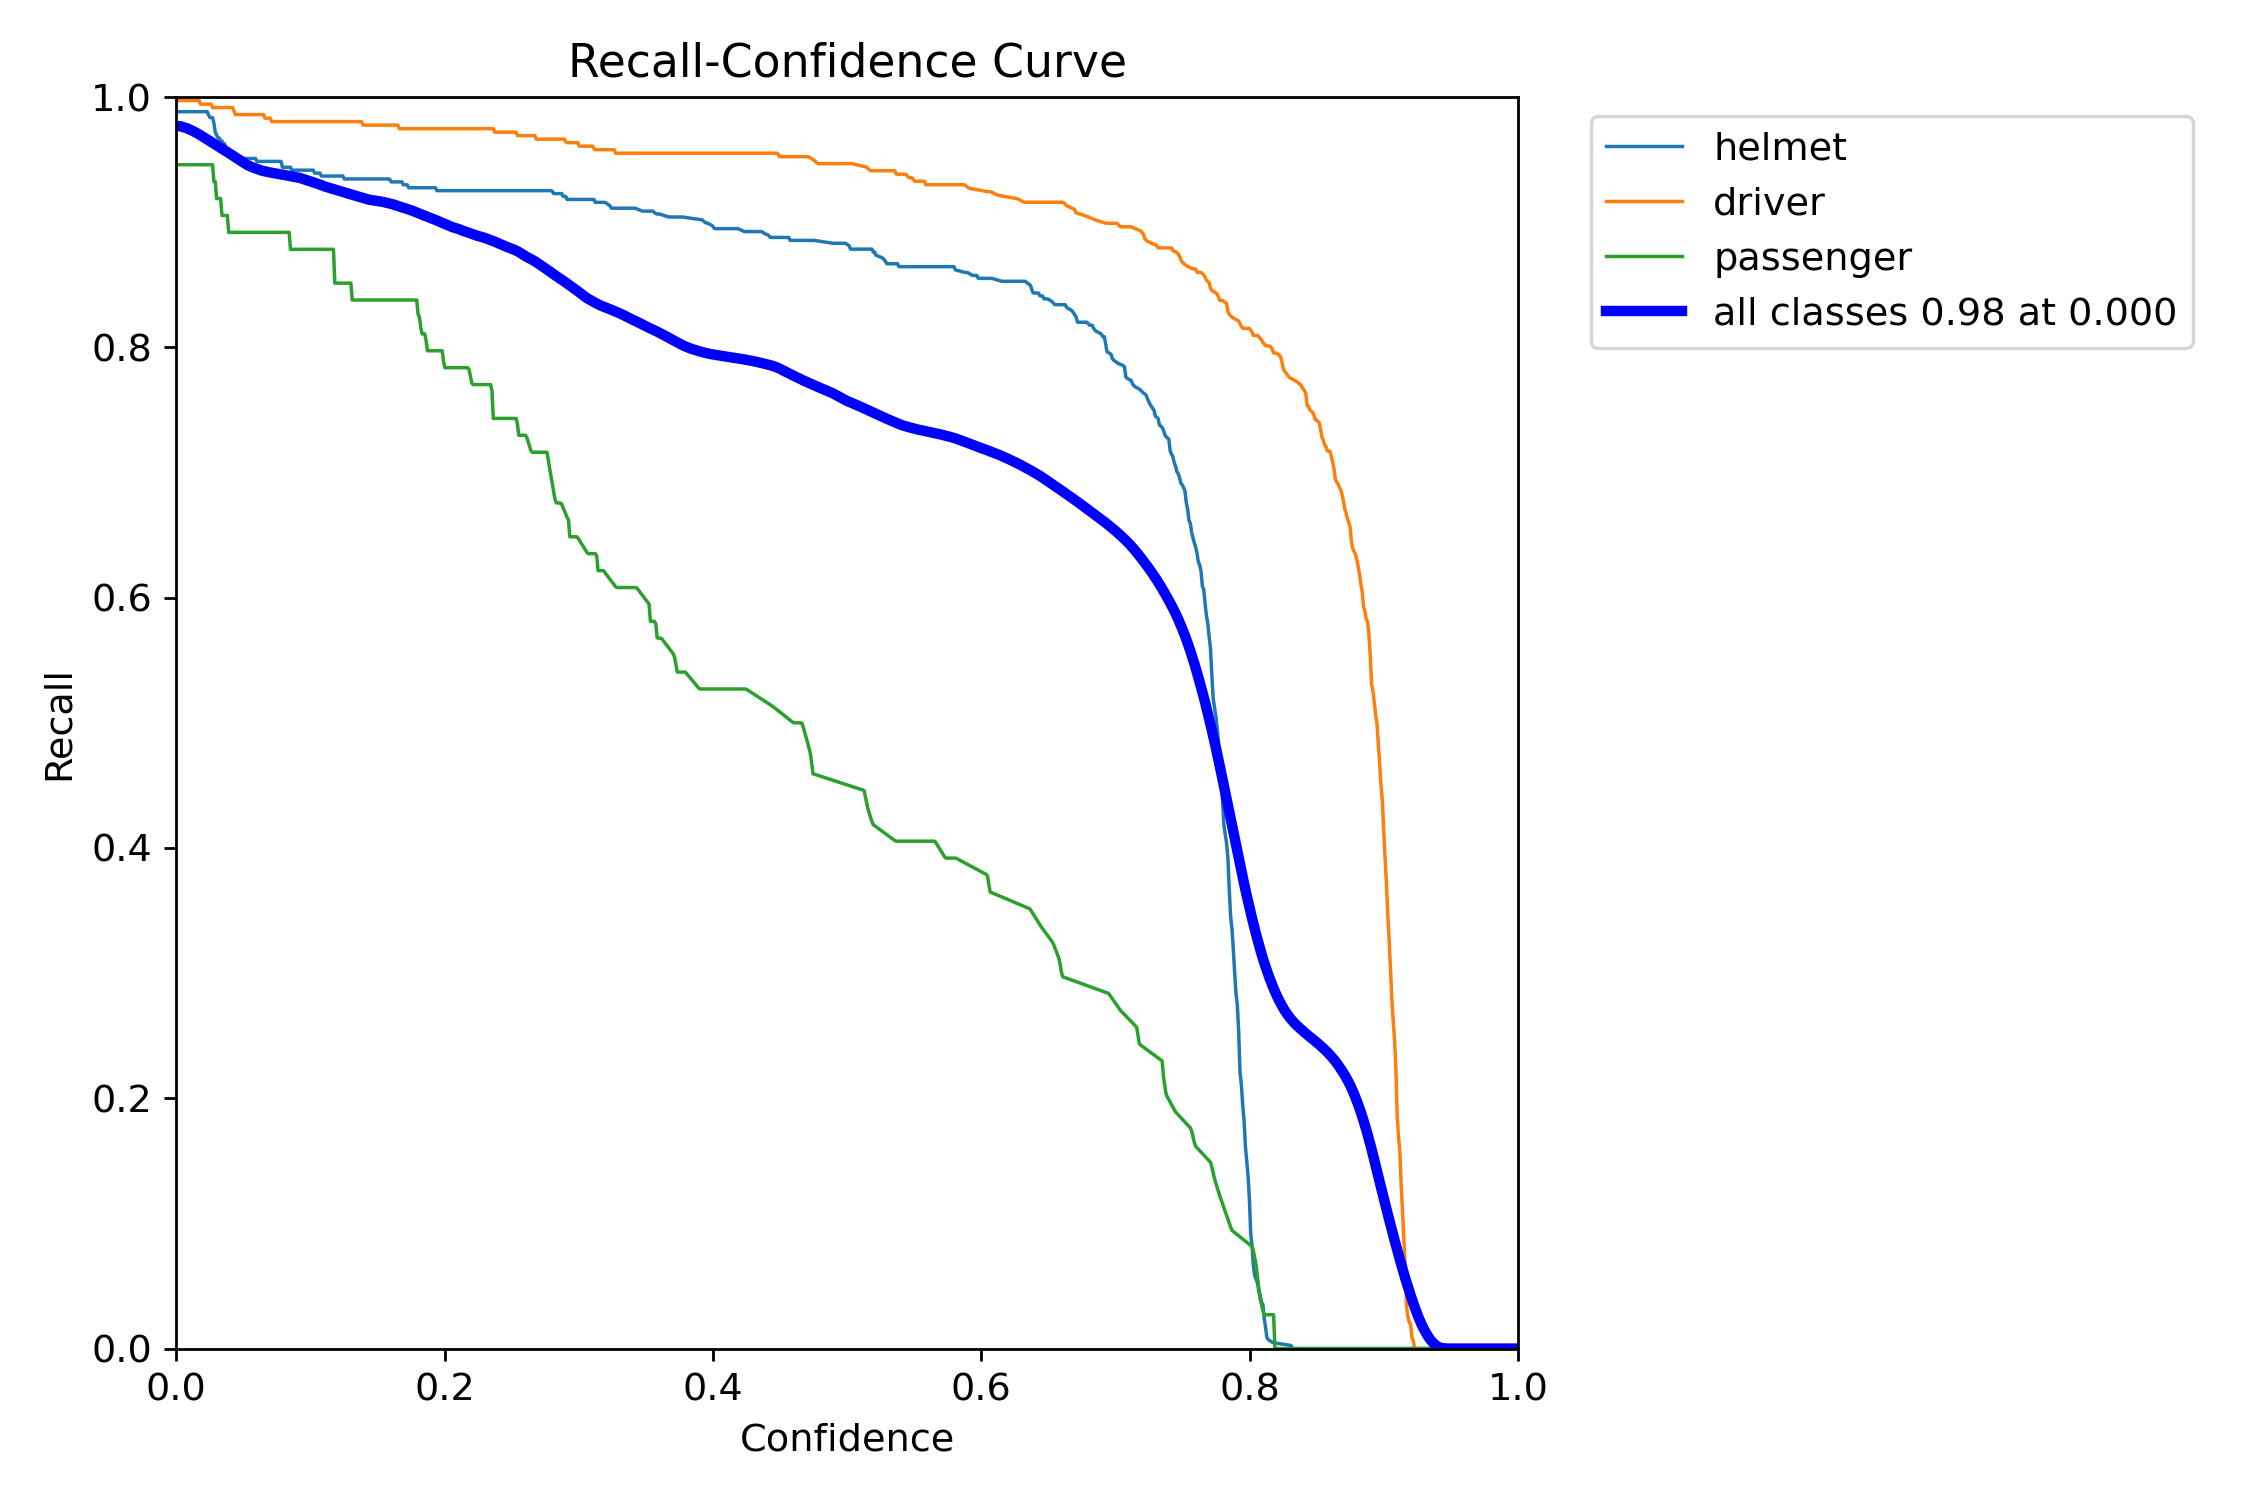 Recall-Confidence Curve
1.0
0.8
0.6
0.4
0.2
0.0
Recall
0.0 0.2 0.4 0.6 0.8 1.0
Confidence
helmet
driver
passenger
all classes 0.98 at 0.000